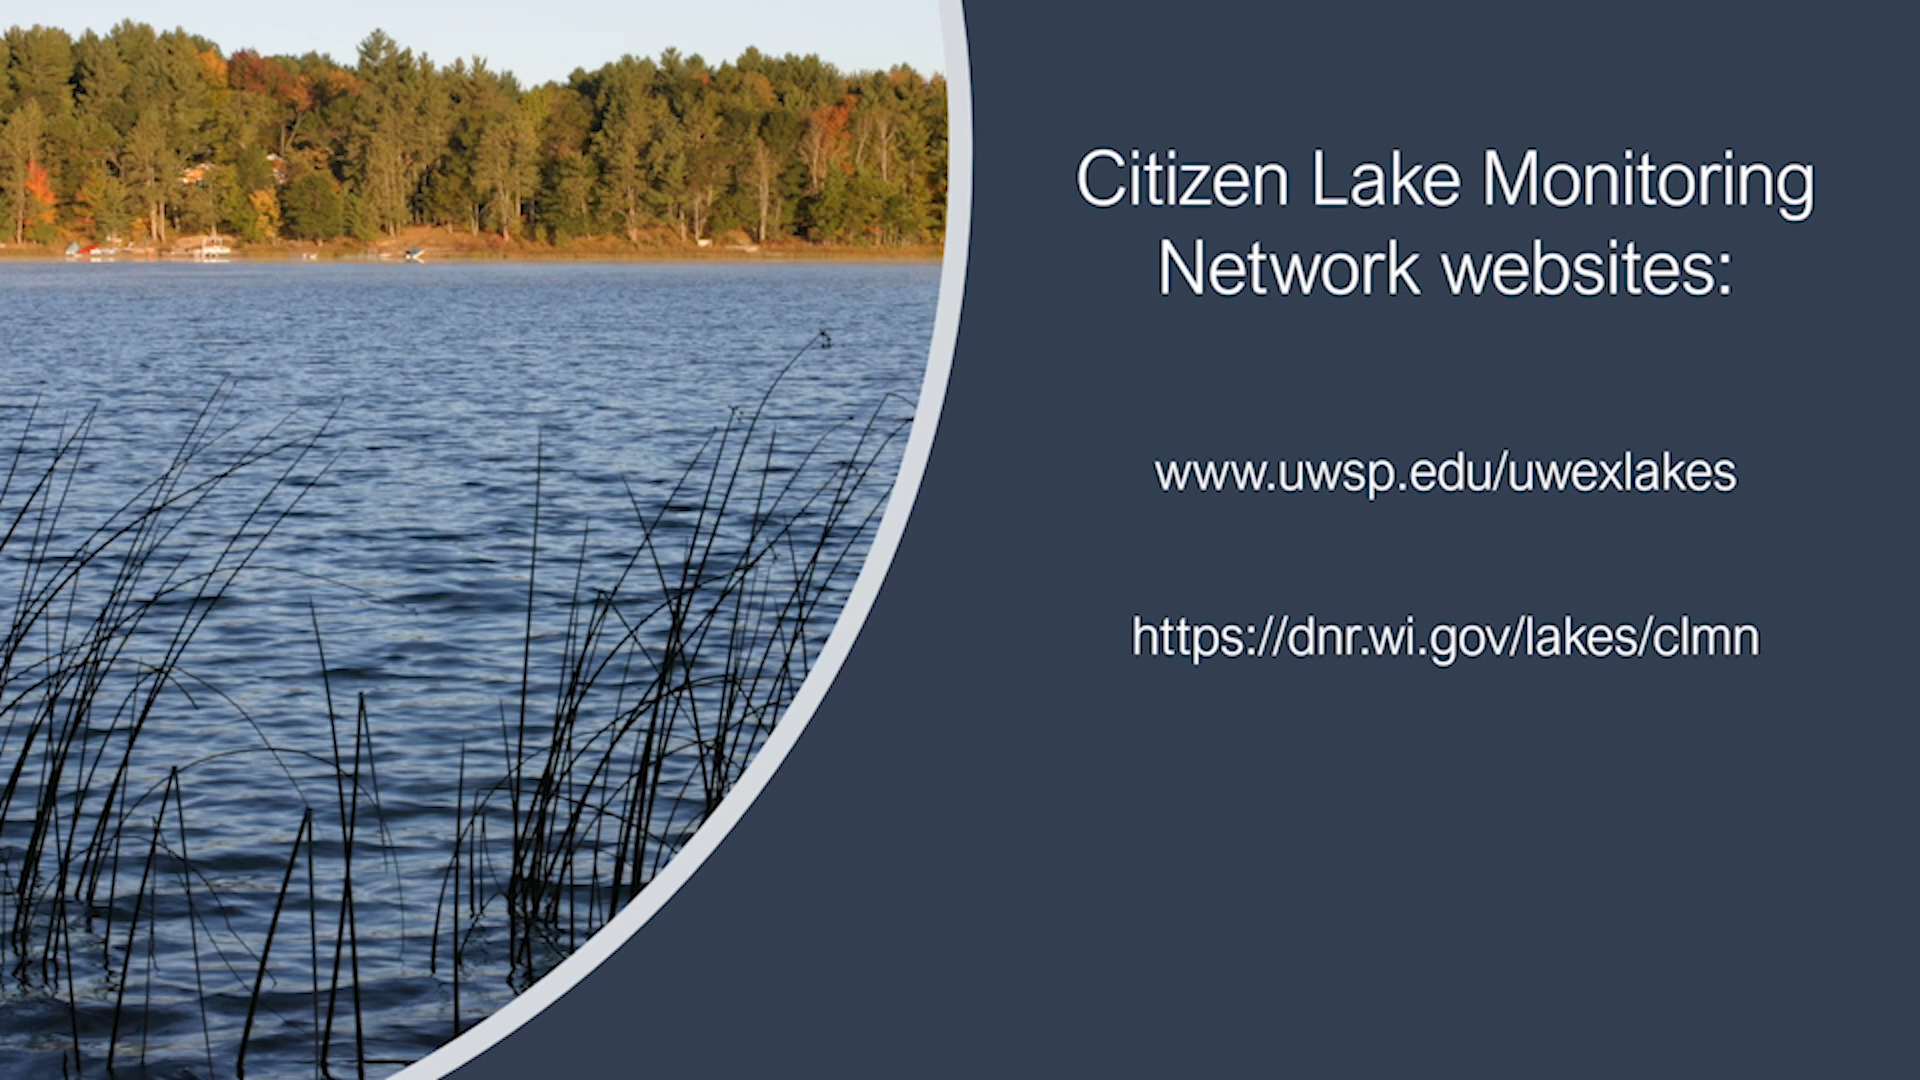 Citizen Lake Monitoring
Network websites:
www.uwsp.edu/uwexlakes
https://dnr.wi.gov/lakes/clmn